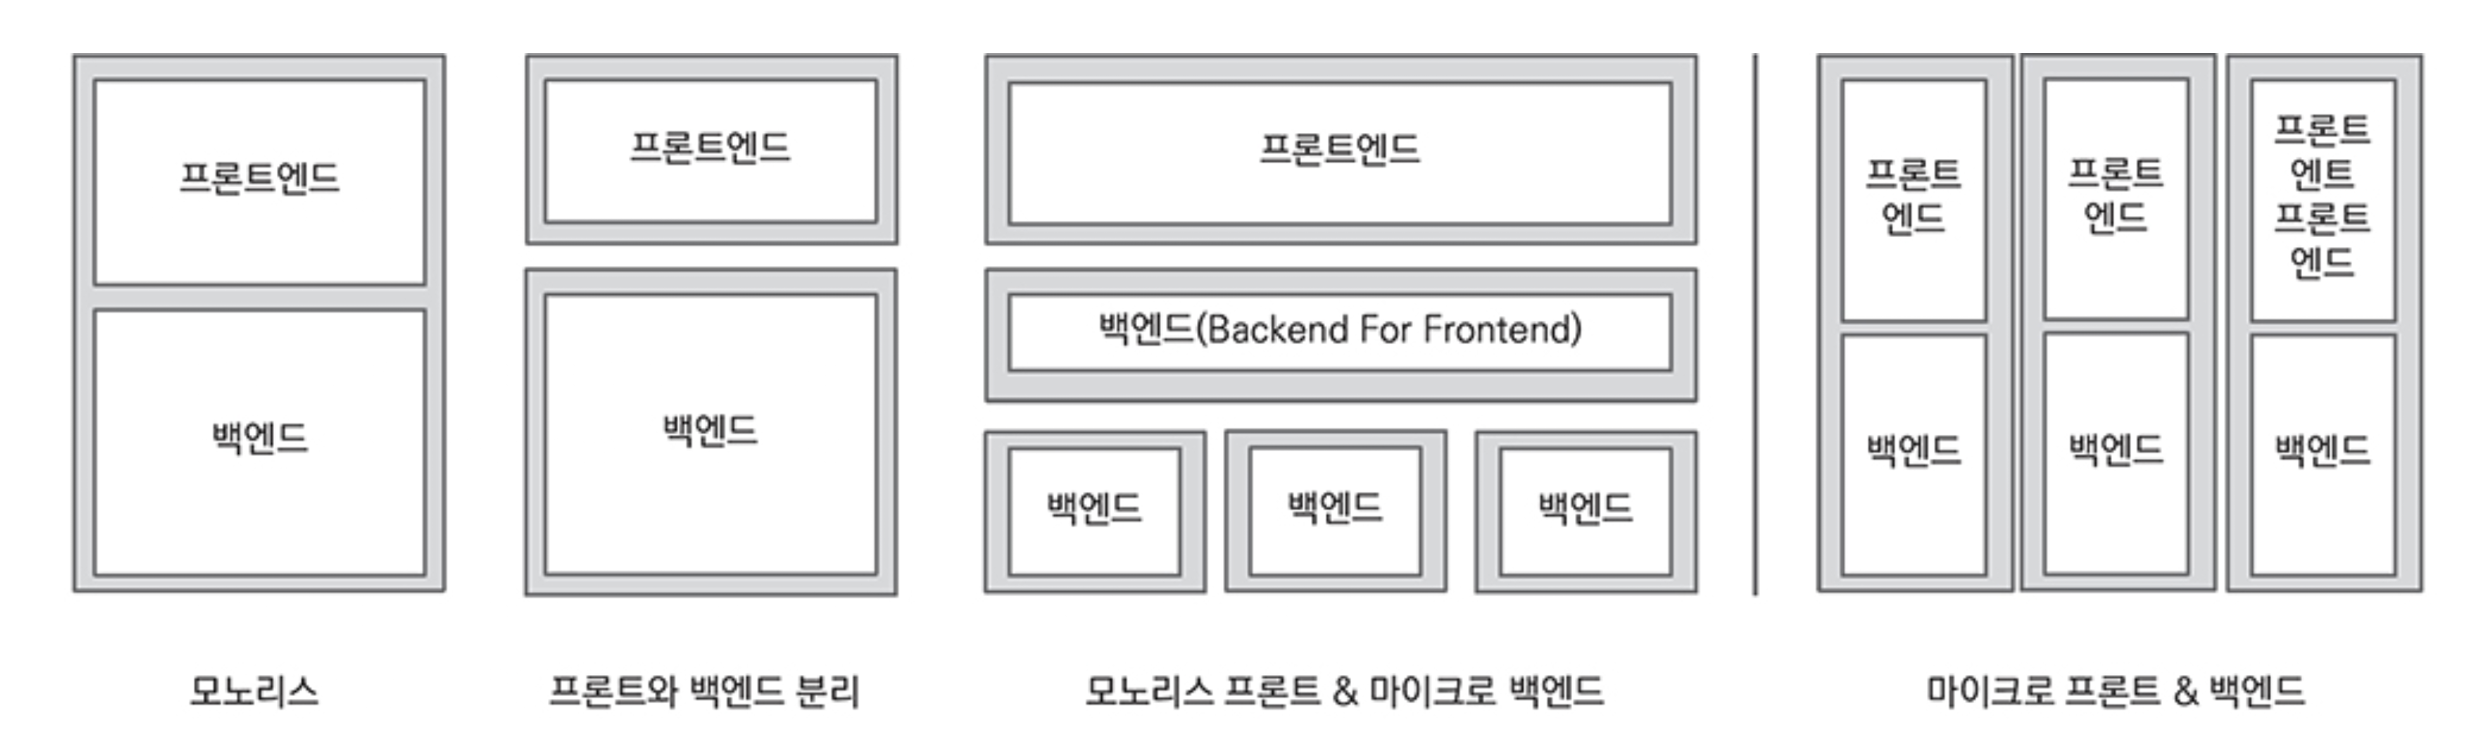 프론트엔드
백엔드
모노리스
프론트엔드
백엔드
프론트와 백엔드 분리
프론트엔드
백엔드(Backend For Frontend)
백엔드
백엔드
백엔드
모노리스 프론트 & 마이크로 백엔드
프론트
엔드
백엔드
프론트
엔드
백엔드
프론트
엔트
프론트
엔드
백엔드
마이크로 프론트 & 백엔드